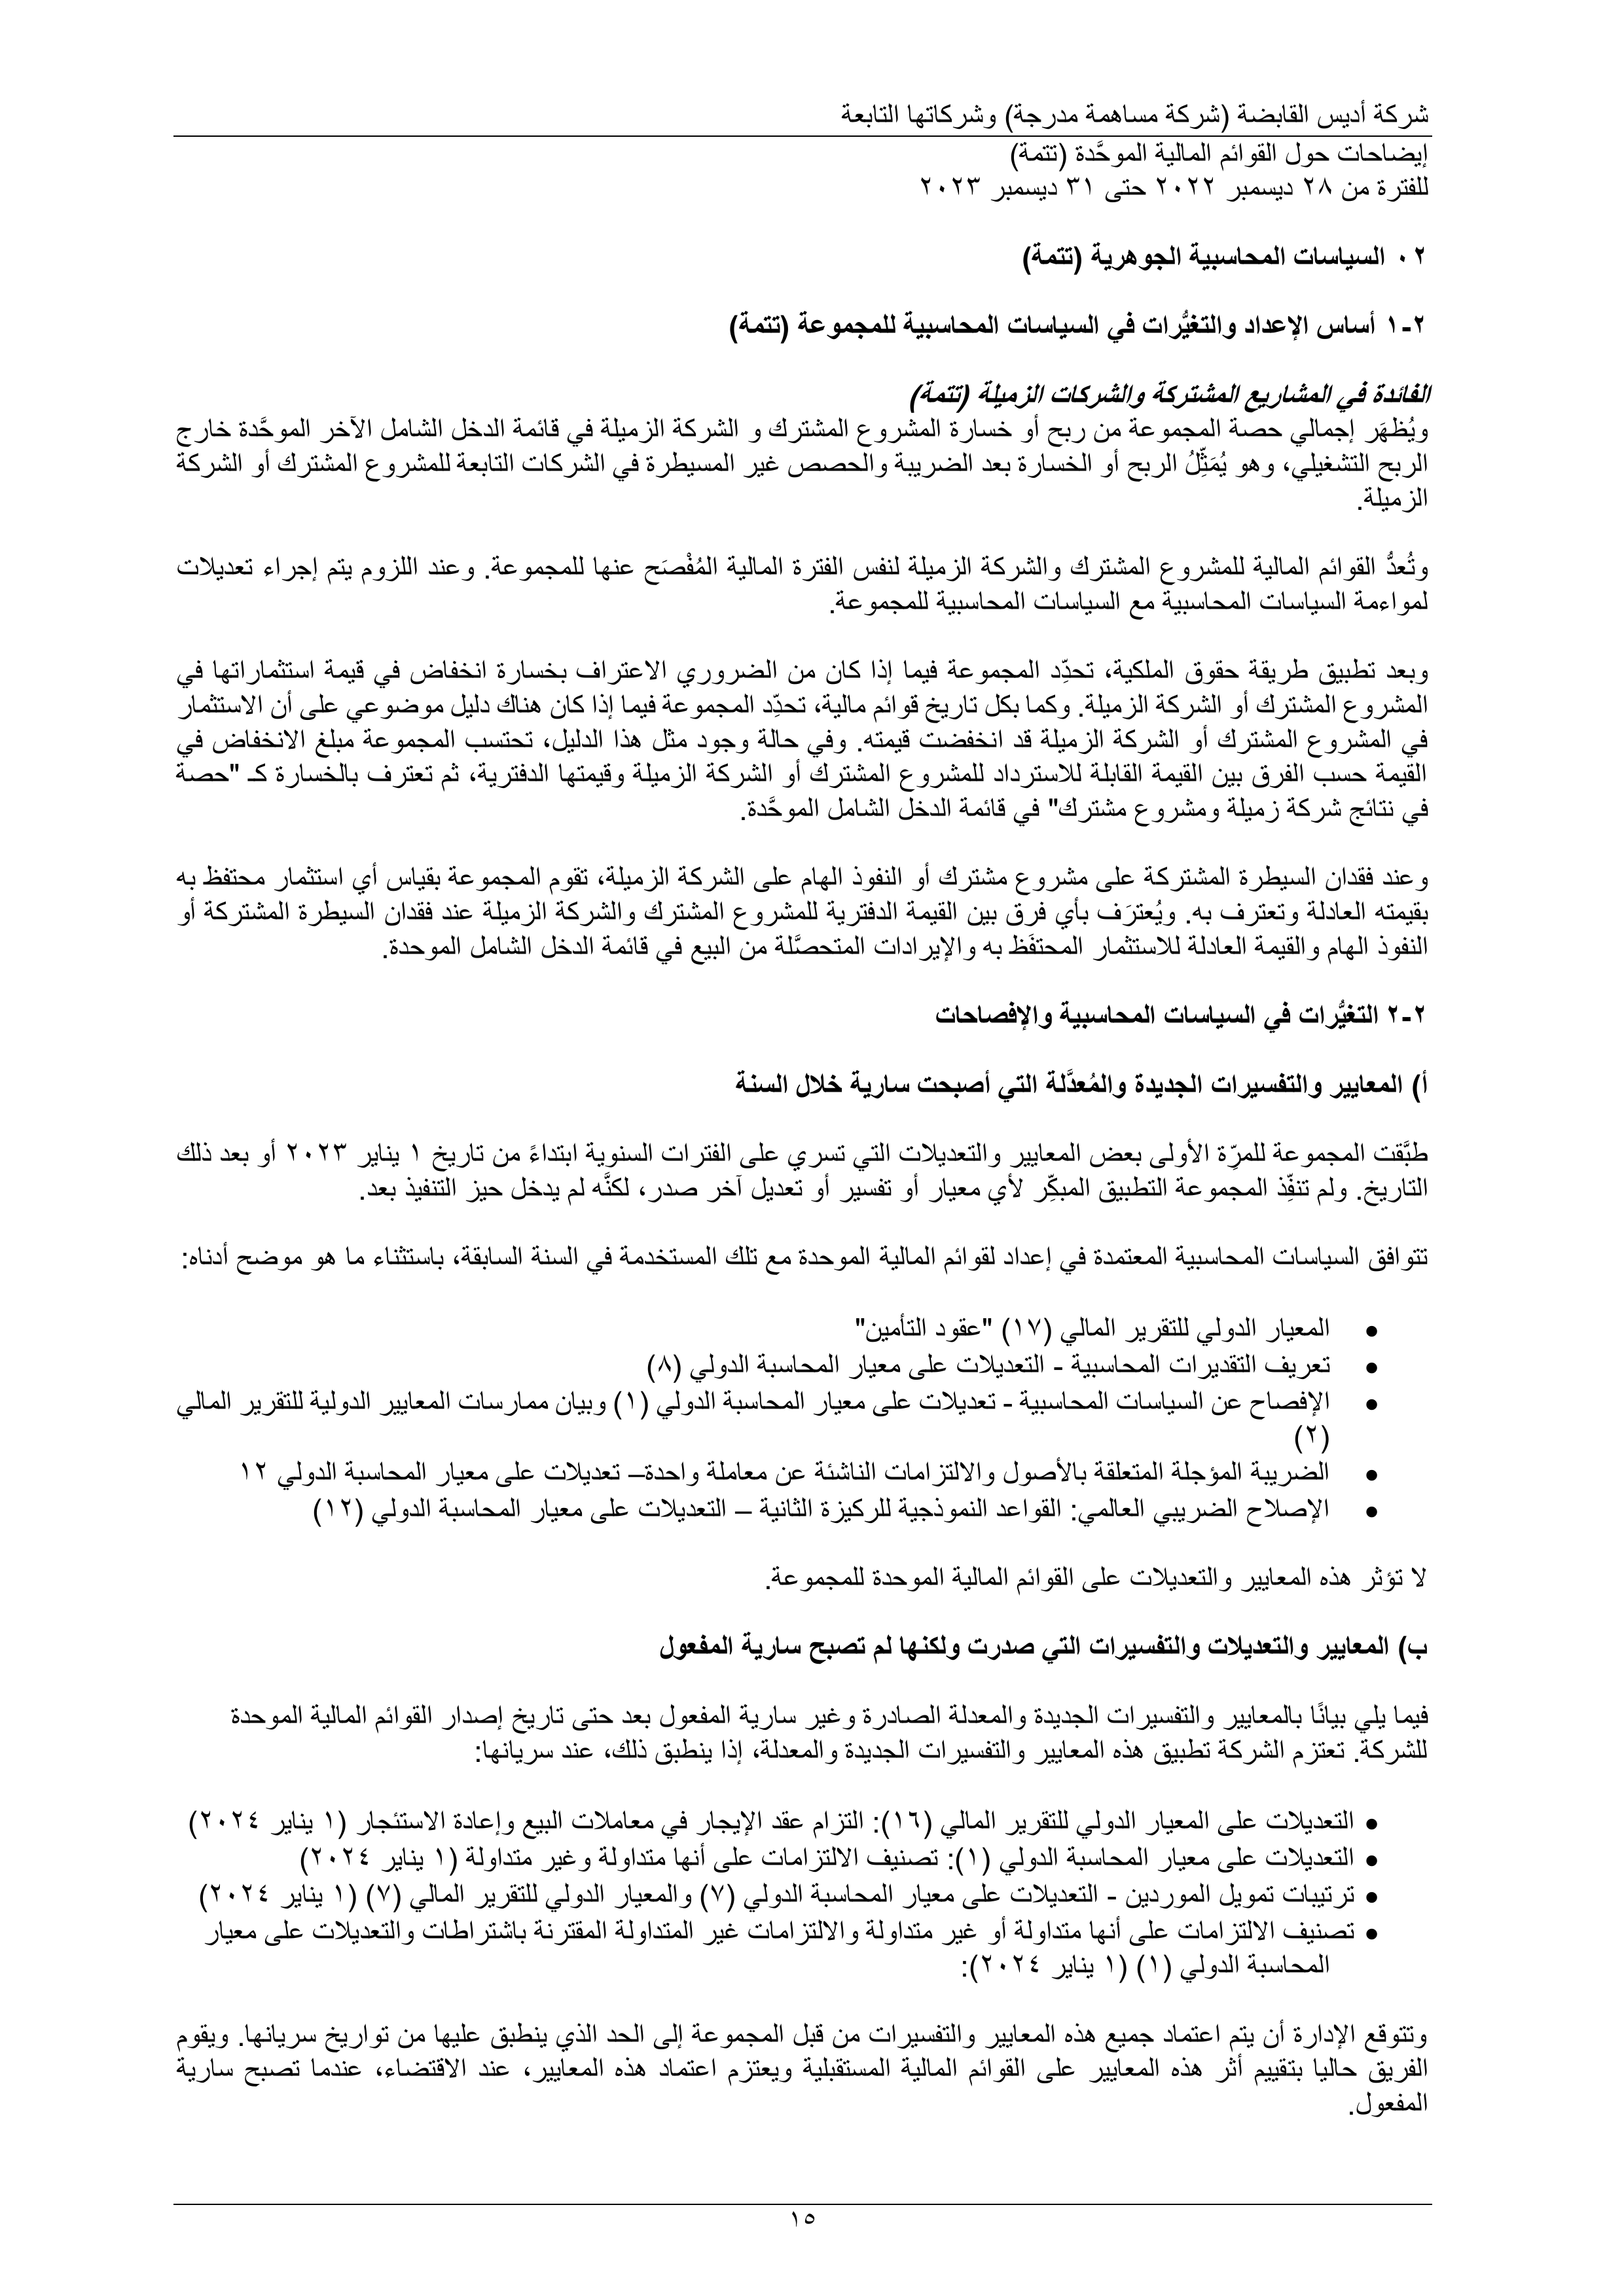 شركة أديس القابضة (شركة مساهمة مدرجة) وشركاتها التابعة
إيضاحات حول القوائم المالية الموحَّدة (تتمة)
للفترة من ٢٨ ديسمبر ٢٠٢٢ حتى ٣١ ديسمبر ٢٠٢٣
٠٢ السياسات المحاسبية الجوهرية (تتمة)
٢-١ أساس الإعداد والتغيُّرات في السياسات المحاسبية للمجموعة (تتمة)
الفائدة في المشاريع المشتركة والشركات الزميلة (تتمة)
ويُظهَر إجمالي حصة المجموعة من ربح أو خسارة المشروع المشترك و الشركة الزميلة في قائمة الدخل الشامل الآخر الموحَّدة خارج
الربح التشغيلي، وهو يُمَثِّلُ الربح أو الخسارة بعد الضريبة والحصص غير المسيطرة في الشركات التابعة للمشروع المشترك أو الشركة
الزميلة.
وتُعدُّ القوائم المالية للمشروع المشترك والشركة الزميلة لنفس الفترة المالية المُفْصَح عنها للمجموعة. وعند اللزوم يتم إجراء تعديلات
لمواءمة السياسات المحاسبية مع السياسات المحاسبية للمجموعة.
وبعد تطبيق طريقة حقوق الملكية، تحدِّد المجموعة فيما إذا كان من الضروري الاعتراف بخسارة انخفاض في قيمة استثماراتها في
المشروع المشترك أو الشركة الزميلة. وكما بكل تاريخ قوائم مالية، تحدِّد المجموعة فيما إذا كان هناك دليل موضوعي على أن الاستثمار
في المشروع المشترك أو الشركة الزميلة قد انخفضت قيمته. وفي حالة وجود مثل هذا الدليل، تحتسب المجموعة مبلغ الانخفاض في
القيمة حسب الفرق بين القيمة القابلة للاسترداد للمشروع المشترك أو الشركة الزميلة وقيمتها الدفترية، ثم تعترف بالخسارة كـ "حصة
في نتائج شركة زميلة ومشروع مشترك" في قائمة الدخل الشامل الموحَّدة.
وعند فقدان السيطرة المشتركة على مشروع مشترك أو النفوذ الهام على الشركة الزميلة، تقوم المجموعة بقياس أي استثمار محتفظ به
بقيمته العادلة وتعترف به. ويُعترَف بأي فرق بين القيمة الدفترية للمشروع المشترك والشركة الزميلة عند فقدان السيطرة المشتركة أو
النفوذ الهام والقيمة العادلة للاستثمار المحتفَظ به والإيرادات المتحصَّلة من البيع في قائمة الدخل الشامل الموحدة.
٢-٢ التغيُّرات في السياسات المحاسبية والإفصاحات
أ) المعايير والتفسيرات الجديدة والمُعدَّلة التي أصبحت سارية خلال السنة
طبَّقت المجموعة للمرّة الأولى بعض المعايير والتعديلات التي تسري على الفترات السنوية ابتداءً من تاريخ ١ يناير ٢٠٢٣ أو بعد ذلك
التاريخ. ولم تنفِّذ المجموعة التطبيق المبكِّر لأي معيار أو تفسير أو تعديل آخر صدر، لكنَّه لم يدخل حيز التنفيذ بعد.
تتوافق السياسات المحاسبية المعتمدة في إعداد لقوائم المالية الموحدة مع تلك المستخدمة في السنة السابقة، باستثناء ما هو موضح أدناه:
• المعيار الدولي للتقرير المالي (١٧) "عقود التأمين"
• تعريف التقديرات المحاسبية - التعديلات على معيار المحاسبة الدولي (٨)
• الإفصاح عن السياسات المحاسبية - تعديلات على معيار المحاسبة الدولي (١) وبيان ممارسات المعايير الدولية للتقرير المالي
(٢)
• الضريبة المؤجلة المتعلقة بالأصول والالتزامات الناشئة عن معاملة واحدة– تعديلات على معيار المحاسبة الدولي ١٢
• الإصلاح الضريبي العالمي: القواعد النموذجية للركيزة الثانية – التعديلات على معيار المحاسبة الدولي (١٢)
لا تؤثر هذه المعايير والتعديلات على القوائم المالية الموحدة للمجموعة.
ب) المعايير والتعديلات والتفسيرات التي صدرت ولكنها لم تصبح سارية المفعول
فيما يلي بيانًا بالمعايير والتفسيرات الجديدة والمعدلة الصادرة وغير سارية المفعول بعد حتى تاريخ إصدار القوائم المالية الموحدة
للشركة. تعتزم الشركة تطبيق هذه المعايير والتفسيرات الجديدة والمعدلة، إذا ينطبق ذلك، عند سريانها:
• التعديلات على المعيار الدولي للتقرير المالي (١٦): التزام عقد الإيجار في معاملات البيع وإعادة الاستئجار (١ يناير ٢٠٢٤)
• التعديلات على معيار المحاسبة الدولي (١): تصنيف الالتزامات على أنها متداولة وغير متداولة (١ يناير ٢٠٢٤)
• ترتيبات تمويل الموردين - التعديلات على معيار المحاسبة الدولي (٧) والمعيار الدولي للتقرير المالي (٧) (١ يناير ٢٠٢٤)
• تصنيف الالتزامات على أنها متداولة أو غير متداولة والالتزامات غير المتداولة المقترنة باشتراطات والتعديلات على معيار
المحاسبة الدولي (١) (١ يناير ٢٠٢٤):
وتتوقع الإدارة أن يتم اعتماد جميع هذه المعايير والتفسيرات من قبل المجموعة إلى الحد الذي ينطبق عليها من تواريخ سريانها. ويقوم
الفريق حاليا بتقييم أثر هذه المعايير على القوائم المالية المستقبلية ويعتزم اعتماد هذه المعايير، عند الاقتضاء، عندما تصبح سارية
المفعول.
١٥